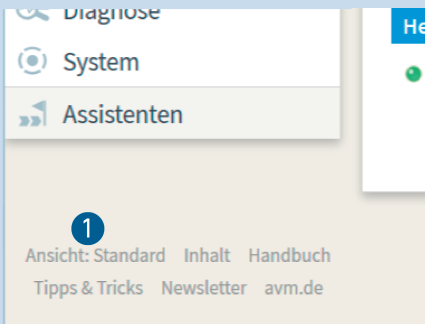 Diagnose
He
System
Assistenten
1
Ansicht: Standard Inhalt Handbuch
Tipps & Tricks Newsletter avm.de